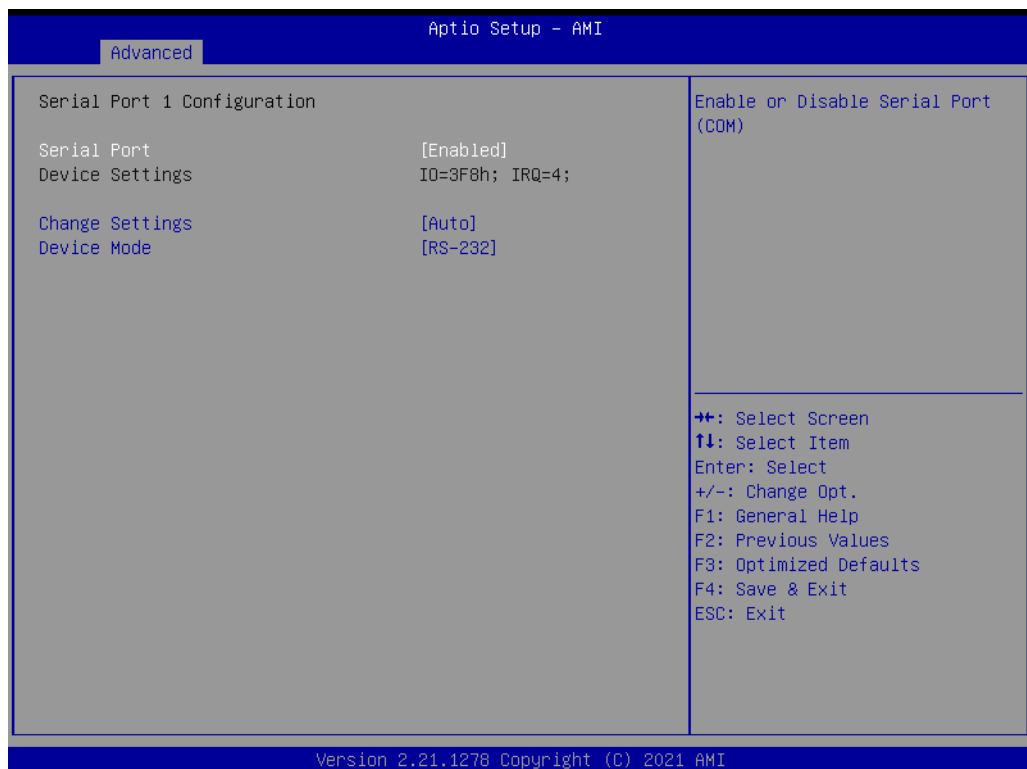 Aptio Setup – AMI
Advanced
Serial Port 1 Configuration
Serial Port [Enabled]
Device Settings IO=3F8h; IRQ=4;
Change Settings [Auto]
Device Mode [RS-232]
Enable or Disable Serial Port
(COM)
→←: Select Screen
↑↓: Select Item
Enter: Select
+/-: Change Opt.
F1: General Help
F2: Previous Values
F3: Optimized Defaults
F4: Save & Exit
ESC: Exit
Version 2.21.1278 Copyright (C) 2021 AMI